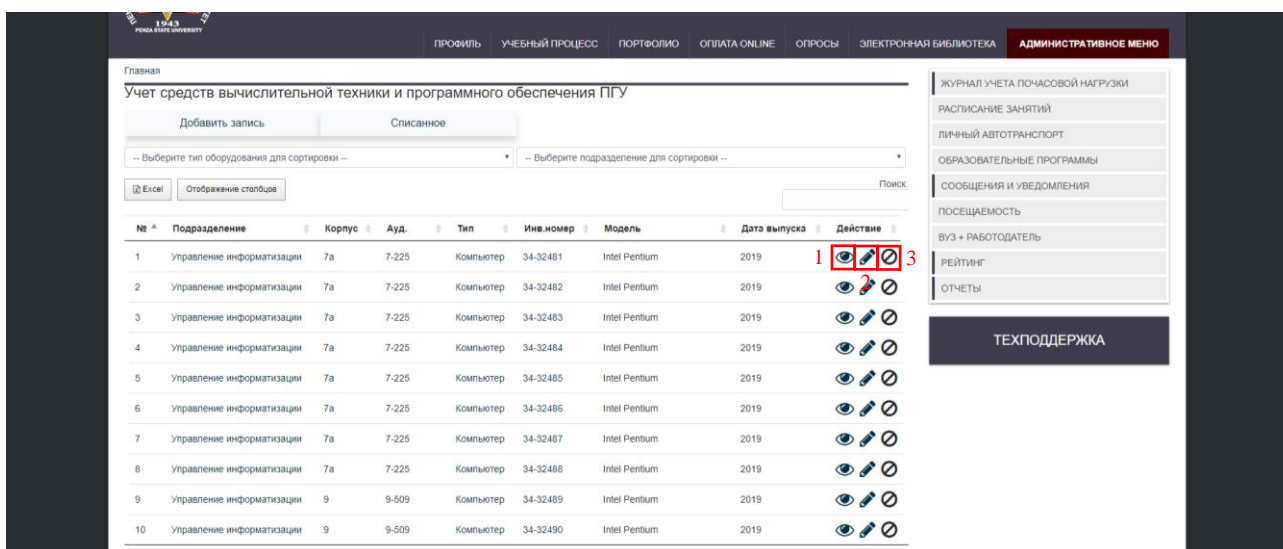 1943
PENZA STATE UNIVERSITY
ПРОФИЛЬ УЧЕБНЫЙ ПРОЦЕСС ПОРТФОЛИО ОПЛАТА ONLINE ОПРОСЫ ЭЛЕКТРОННАЯ БИБЛИОТЕКА АДМИНИСТРАТИВНОЕ МЕНЮ
Главная
Учет средств вычислительной техники и программного обеспечения ПГУ
Добавить запись Списанное
-- Выберите тип оборудования для сортировки -- -- Выберите подразделение для сортировки --
Excel Отображение столбцов Поиск:
№ Подразделение Корпус Ауд. Тип Инв.номер Модель Дата выпуска Действие
1 Управление информатизации 7а 7-225 Компьютер 34-32481 Intel Pentium 2019 1 3
2
2 Управление информатизации 7а 7-225 Компьютер 34-32482 Intel Pentium 2019
3 Управление информатизации 7а 7-225 Компьютер 34-32483 Intel Pentium 2019
4 Управление информатизации 7а 7-225 Компьютер 34-32484 Intel Pentium 2019
5 Управление информатизации 7а 7-225 Компьютер 34-32485 Intel Pentium 2019
6 Управление информатизации 7а 7-225 Компьютер 34-32486 Intel Pentium 2019
7 Управление информатизации 7а 7-225 Компьютер 34-32487 Intel Pentium 2019
8 Управление информатизации 7а 7-225 Компьютер 34-32488 Intel Pentium 2019
9 Управление информатизации 9 9-509 Компьютер 34-32489 Intel Pentium 2019
10 Управление информатизации 9 9-509 Компьютер 34-32490 Intel Pentium 2019
ЖУРНАЛ УЧЕТА ПОЧАСОВОЙ НАГРУЗКИ
РАСПИСАНИЕ ЗАНЯТИЙ
ЛИЧНЫЙ АВТОТРАНСПОРТ
ОБРАЗОВАТЕЛЬНЫЕ ПРОГРАММЫ
СООБЩЕНИЯ И УВЕДОМЛЕНИЯ
ПОСЕЩАЕМОСТЬ
ВУЗ + РАБОТОДАТЕЛЬ
РЕЙТИНГ
ОТЧЕТЫ
ТЕХПОДДЕРЖКА